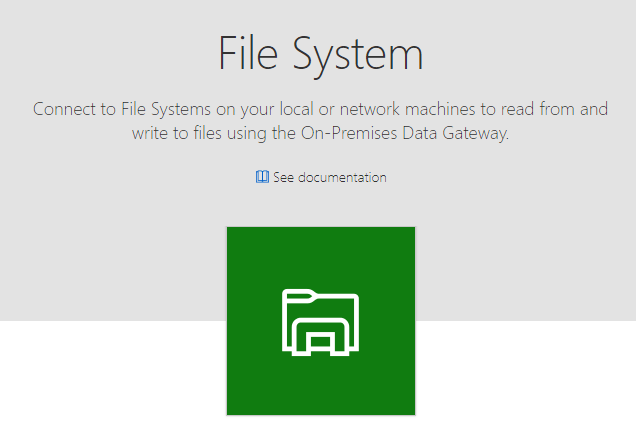 File System
Connect to File Systems on your local or network machines to read from and
write to files using the On-Premises Data Gateway.
See documentation